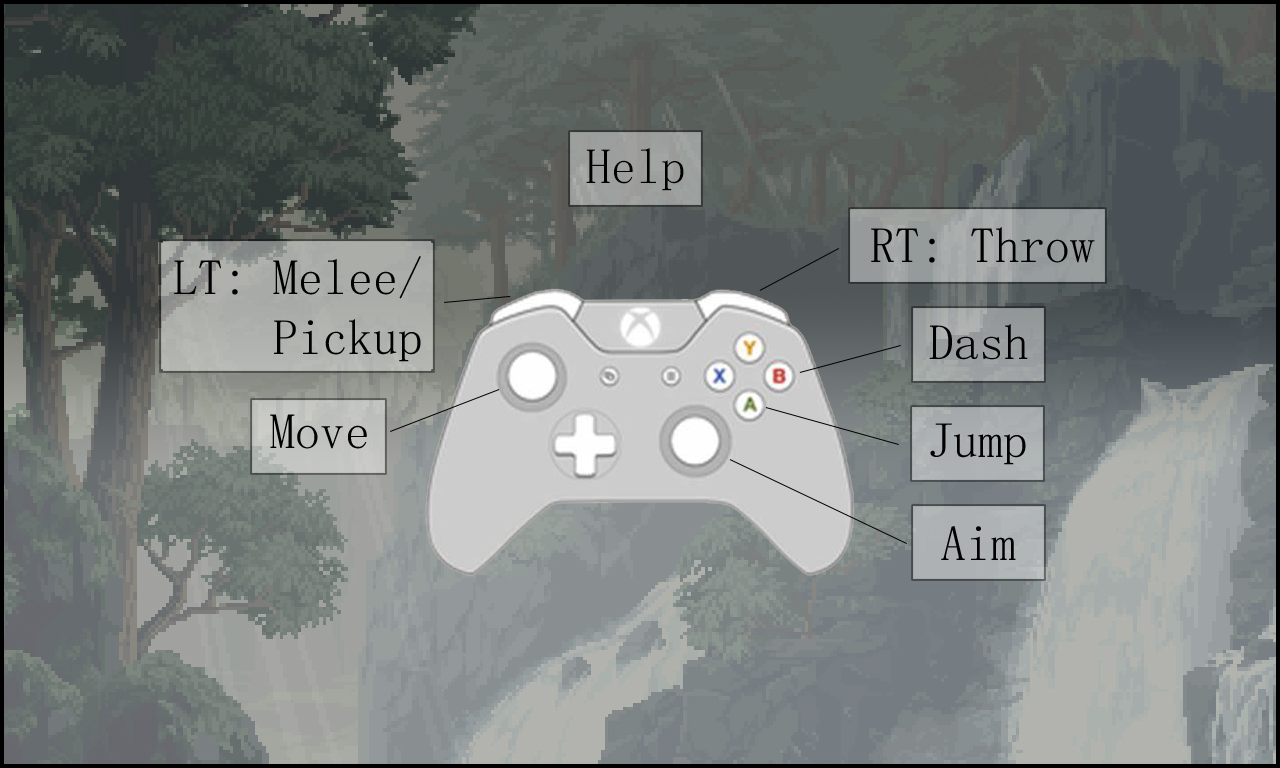 Help
RT: Throw
LT: Melee/
Pickup
Dash
Move
Jump
Aim
Y
X
B
A